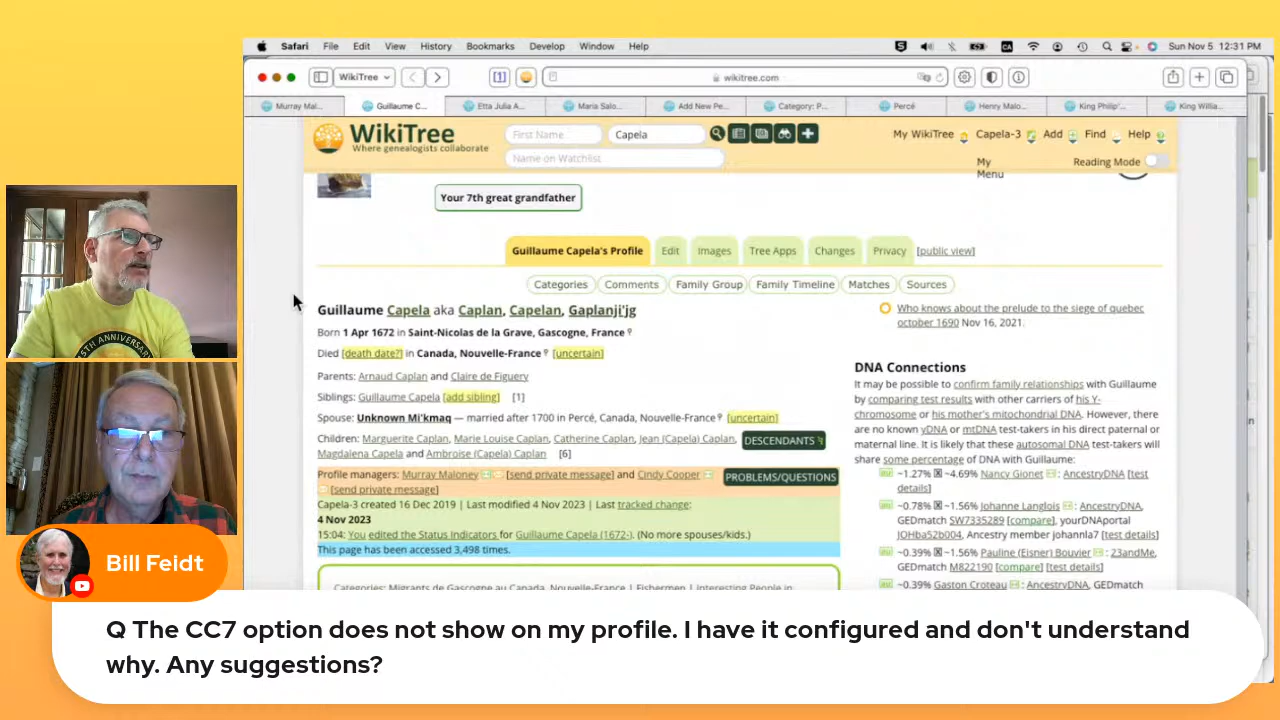 Safari File Edit View History Bookmarks Develop Window Help
CA
Sun Nov 5 12:31 PM
WikiTree
wikitree.com
Murray Mal...
Guillaume C...
Etta Julia A...
Maria Salo...
Add New Pe...
Category: P...
Percé
Henry Malo...
King Philip'...
King Willia...
WikiTree
Where genealogists collaborate
First Name...
Capela
Name on Watchlist
My WikiTree
Capela-3
Add
Find
Help
My Menu
Reading Mode
Your 7th great grandfather
Guillaume Capela's Profile
Edit
Images
Tree Apps
Changes
Privacy
[public view]
Categories
Comments
Family Group
Family Timeline
Matches
Sources
Guillaume Capela aka Caplan, Capelan, Gaplanji'jg
Born 1 Apr 1672 in Saint-Nicolas de la Grave, Gascogne, France
Died [death date?] in Canada, Nouvelle-France [uncertain]
Parents: Arnaud Caplan and Claire de Figuery
Siblings: Guillaume Capela [add sibling] [1]
Spouse: Unknown Mi'kmaq — married after 1700 in Percé, Canada, Nouvelle-France [uncertain]
Children: Marguerite Caplan, Marie Louise Caplan, Catherine Caplan, Jean (Capela) Caplan,
Magdalena Capela and Ambroise (Capela) Caplan [6]
DESCENDANTS
Profile managers: Murray Maloney [send private message] and Cindy Cooper
[send private message]
PROBLEMS/QUESTIONS
Capela-3 created 16 Dec 2019 | Last modified 4 Nov 2023 | Last tracked change:
4 Nov 2023
15:04: You edited the Status Indicators for Guillaume Capela (1672-). (No more spouses/kids.)
This page has been accessed 3,498 times.
Categories: Migrants de Gascogne au Canada, Nouvelle-France | Fishermen | Interesting People in
Who knows about the prelude to the siege of quebec
october 1690 Nov 16, 2021.
DNA Connections
It may be possible to confirm family relationships with Guillaume
by comparing test results with other carriers of his Y-
chromosome or his mother's mitochondrial DNA. However, there
are no known yDNA or mtDNA test-takers in his direct paternal or
maternal line. It is likely that these autosomal DNA test-takers will
share some percentage of DNA with Guillaume:
~1.27% ~4.69% Nancy Gionet : AncestryDNA [test
details]
~0.78% ~1.56% Johanne Langlois : AncestryDNA,
GEDmatch SW7335289 [compare], yourDNAportal
JOHba52b004, Ancestry member johannla7 [test details]
~0.39% ~1.56% Pauline (Eisner) Bouvier : 23andMe,
GEDmatch M822190 [compare] [test details]
~0.39% Gaston Croteau : AncestryDNA, GEDmatch
Bill Feidt
Q The CC7 option does not show on my profile. I have it configured and don't understand
why. Any suggestions?